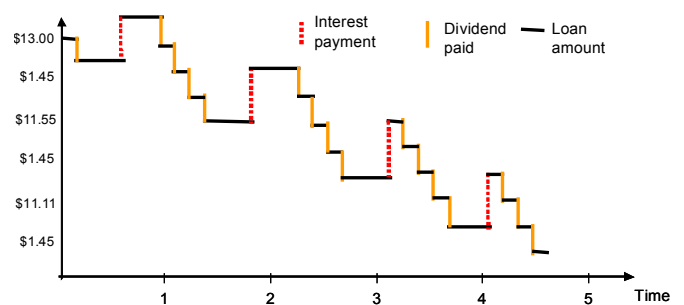 Interest
payment
Dividend
paid
Loan
amount
$13.00
$1.45
$11.55
$1.45
$11.11
$1.45
1 2 3 4 5 Time